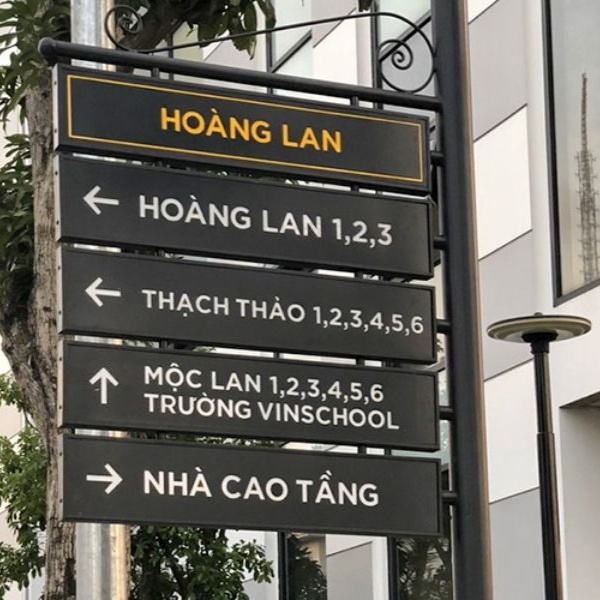 HOÀNG LAN
← HOÀNG LAN 1,2,3
← THẠCH THẢO 1,2,3,4,5,6
↑ MỘC LAN 1,2,3,4,5,6
TRƯỜNG VINSCHOOL
→ NHÀ CAO TẦNG